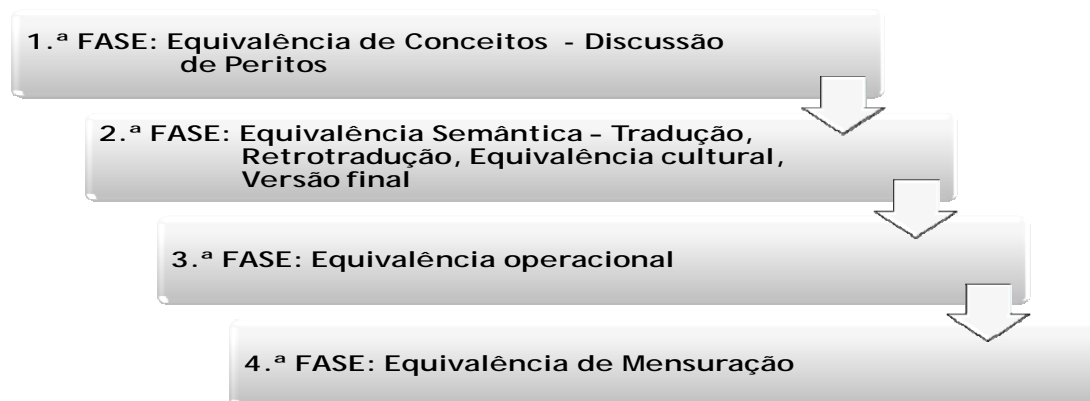 1.ª FASE: Equivalência de Conceitos - Discussão
de Peritos
2.ª FASE: Equivalência Semântica – Tradução,
Retrotradução, Equivalência cultural,
Versão final
3.ª FASE: Equivalência operacional
4.ª FASE: Equivalência de Mensuração